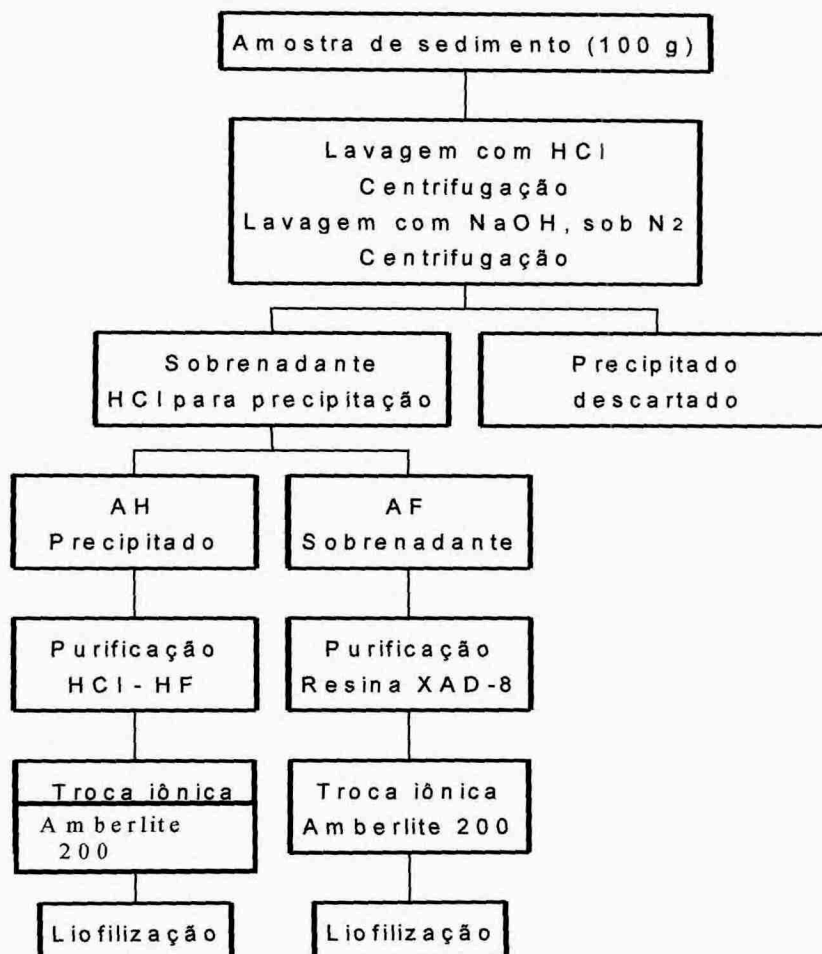 Amostra de sedimento (100 g)
Lavagem com HCl
Centrifugação
Lavagem com NaOH, sob N2
Centrifugação
Sobrenadante
HCl para precipitação
Precipitado
descartado
AH
Precipitado
AF
Sobrenadante
Purificação
HCl - HF
Purificação
Resina XAD-8
Troca iônica
Amberlite
200
Troca iônica
Amberlite 200
Liofilização
Liofilização